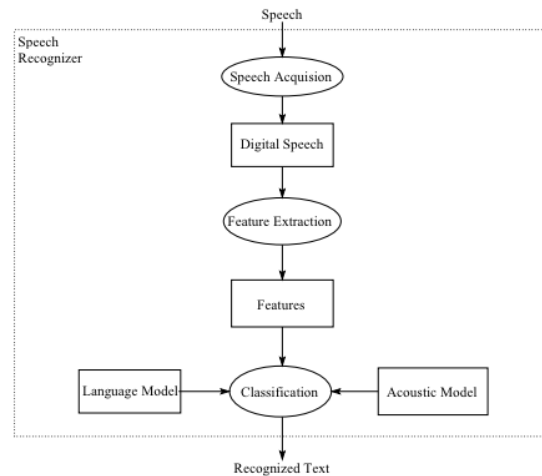 Speech
Speech
Recognizer
Speech Acquision
Digital Speech
Feature Extraction
Features
Language Model
Classification
Acoustic Model
Recognized Text